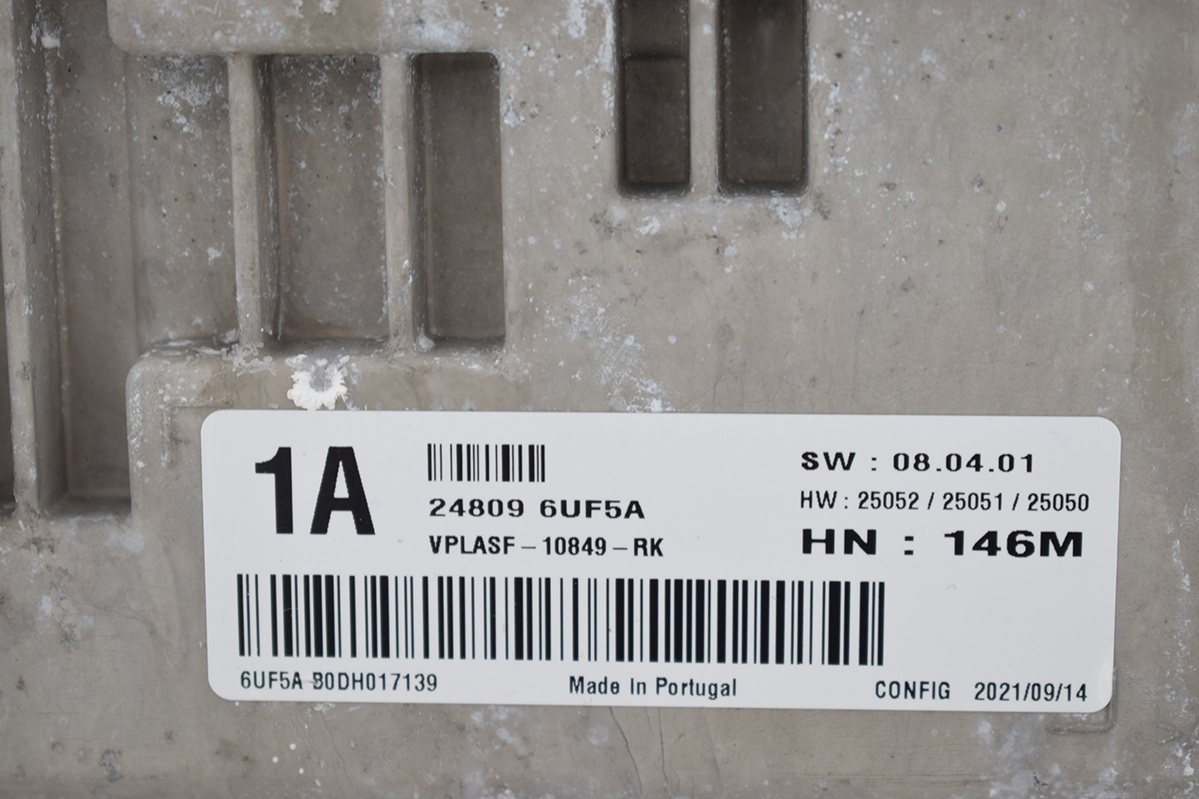 1A
24809 6UF5A
VPLASF-10849-RK
SW : 08.04.01
HW : 25052 / 25051 / 25050
HN : 146M
6UF5A B0DH017139
Made In Portugal
CONFIG 2021/09/14